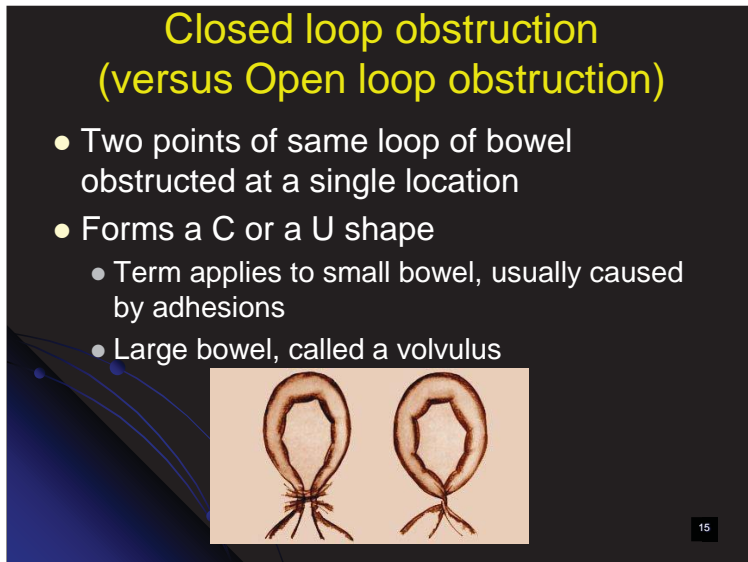 Closed loop obstruction
(versus Open loop obstruction)
Two points of same loop of bowel
obstructed at a single location
Forms a C or a U shape
Term applies to small bowel, usually caused
by adhesions
Large bowel, called a volvulus
15